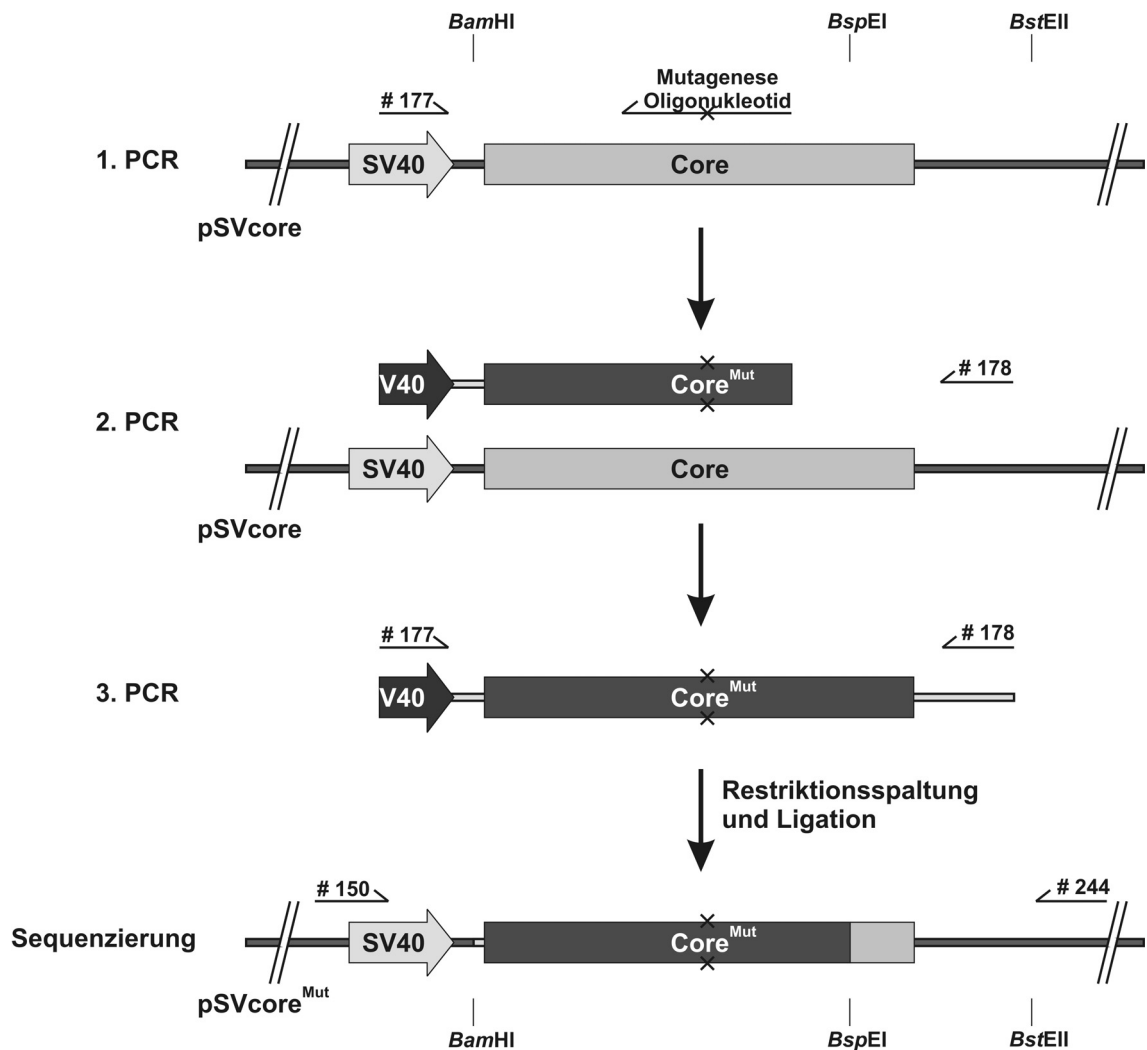 BamHI BspEI BstEII
Mutagenese
# 177 Oligonukleotid
1. PCR SV40 Core
pSVcore
V40 CoreMut # 178
2. PCR
SV40 Core
pSVcore
# 177 # 178
3. PCR V40 CoreMut
Restriktionsspaltung
und Ligation
# 150 # 244
Sequenzierung SV40 CoreMut
pSVcoreMut
BamHI BspEI BstEII